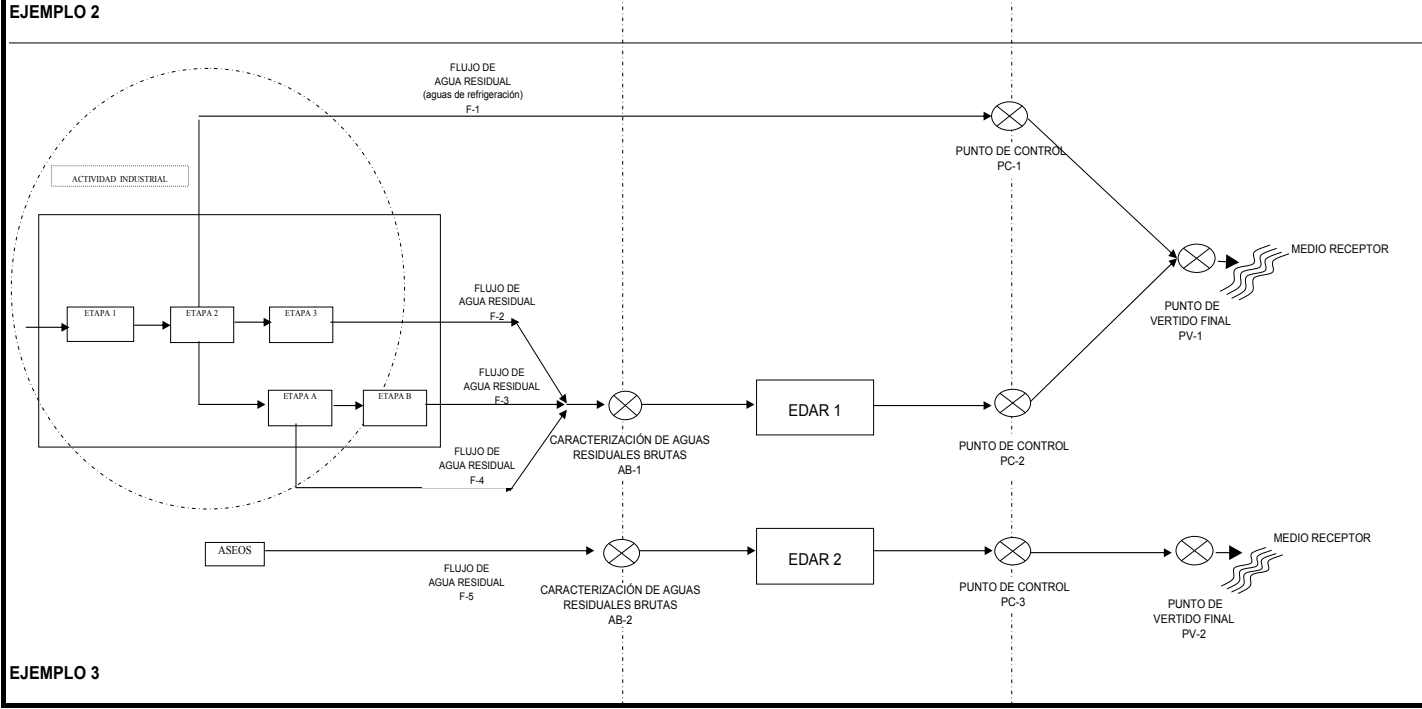 EJEMPLO 2
FLUJO DE
AGUA RESIDUAL
(aguas de refrigeración)
F-1
PUNTO DE CONTROL
PC-1
ACTIVIDAD INDUSTRIAL
MEDIO RECEPTOR
PUNTO DE
VERTIDO FINAL
PV-1
ETAPA 1
ETAPA 2
ETAPA 3
FLUJO DE
AGUA RESIDUAL
F-2
ETAPA A
ETAPA B
FLUJO DE
AGUA RESIDUAL
F-3
CARACTERIZACIÓN DE AGUAS
RESIDUALES BRUTAS
AB-1
EDAR 1
PUNTO DE CONTROL
PC-2
FLUJO DE
AGUA RESIDUAL
F-4
ASEOS
FLUJO DE
AGUA RESIDUAL
F-5
CARACTERIZACIÓN DE AGUAS
RESIDUALES BRUTAS
AB-2
EDAR 2
PUNTO DE CONTROL
PC-3
PUNTO DE
VERTIDO FINAL
PV-2
MEDIO RECEPTOR
EJEMPLO 3